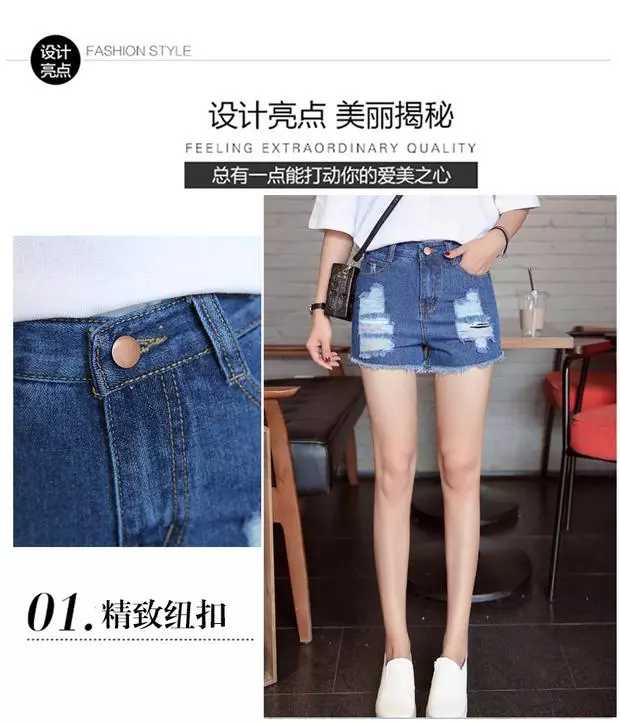 设计
亮点
FASHION STYLE
设计亮点 美丽揭秘
FEELING EXTRAORDINARY QUALITY
总有一点能打动你的爱美之心
01.精致纽扣